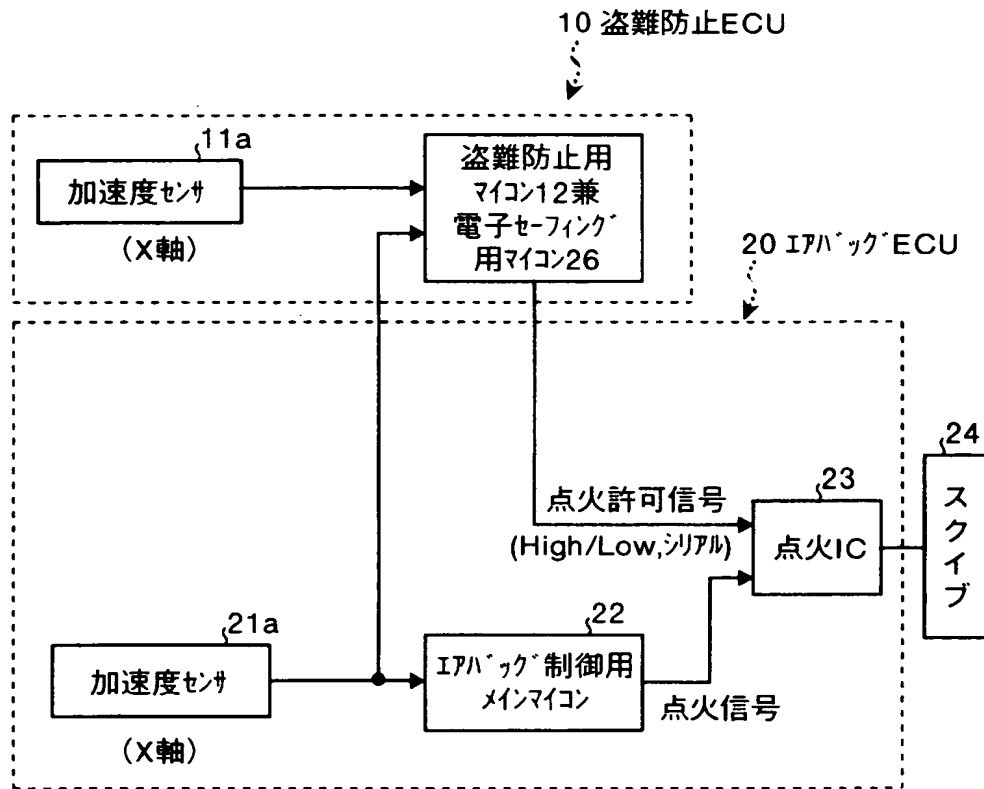 10 盗難防止ECU
11a
加速度ｾﾝｻ
(X軸)
盗難防止用
ﾏｲｺﾝ12兼
電子ｾｰﾌｨﾝｸﾞ
用ﾏｲｺﾝ26
20 ｴｱﾊﾞｯｸﾞECU
点火許可信号
(High/Low,ｼﾘｱﾙ)
23
点火IC
24
スクイブ
21a
加速度ｾﾝｻ
(X軸)
22
ｴｱﾊﾞｯｸﾞ制御用
ﾒｲﾝﾏｲｺﾝ
点火信号